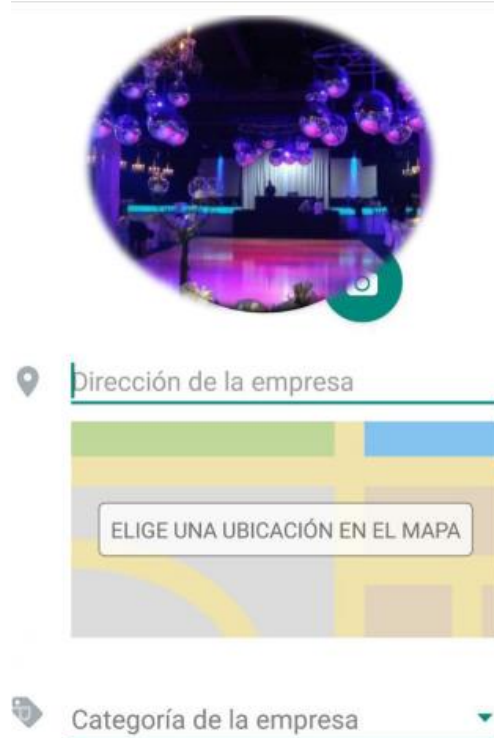 Dirección de la empresa
ELIGE UNA UBICACIÓN EN EL MAPA
Categoría de la empresa